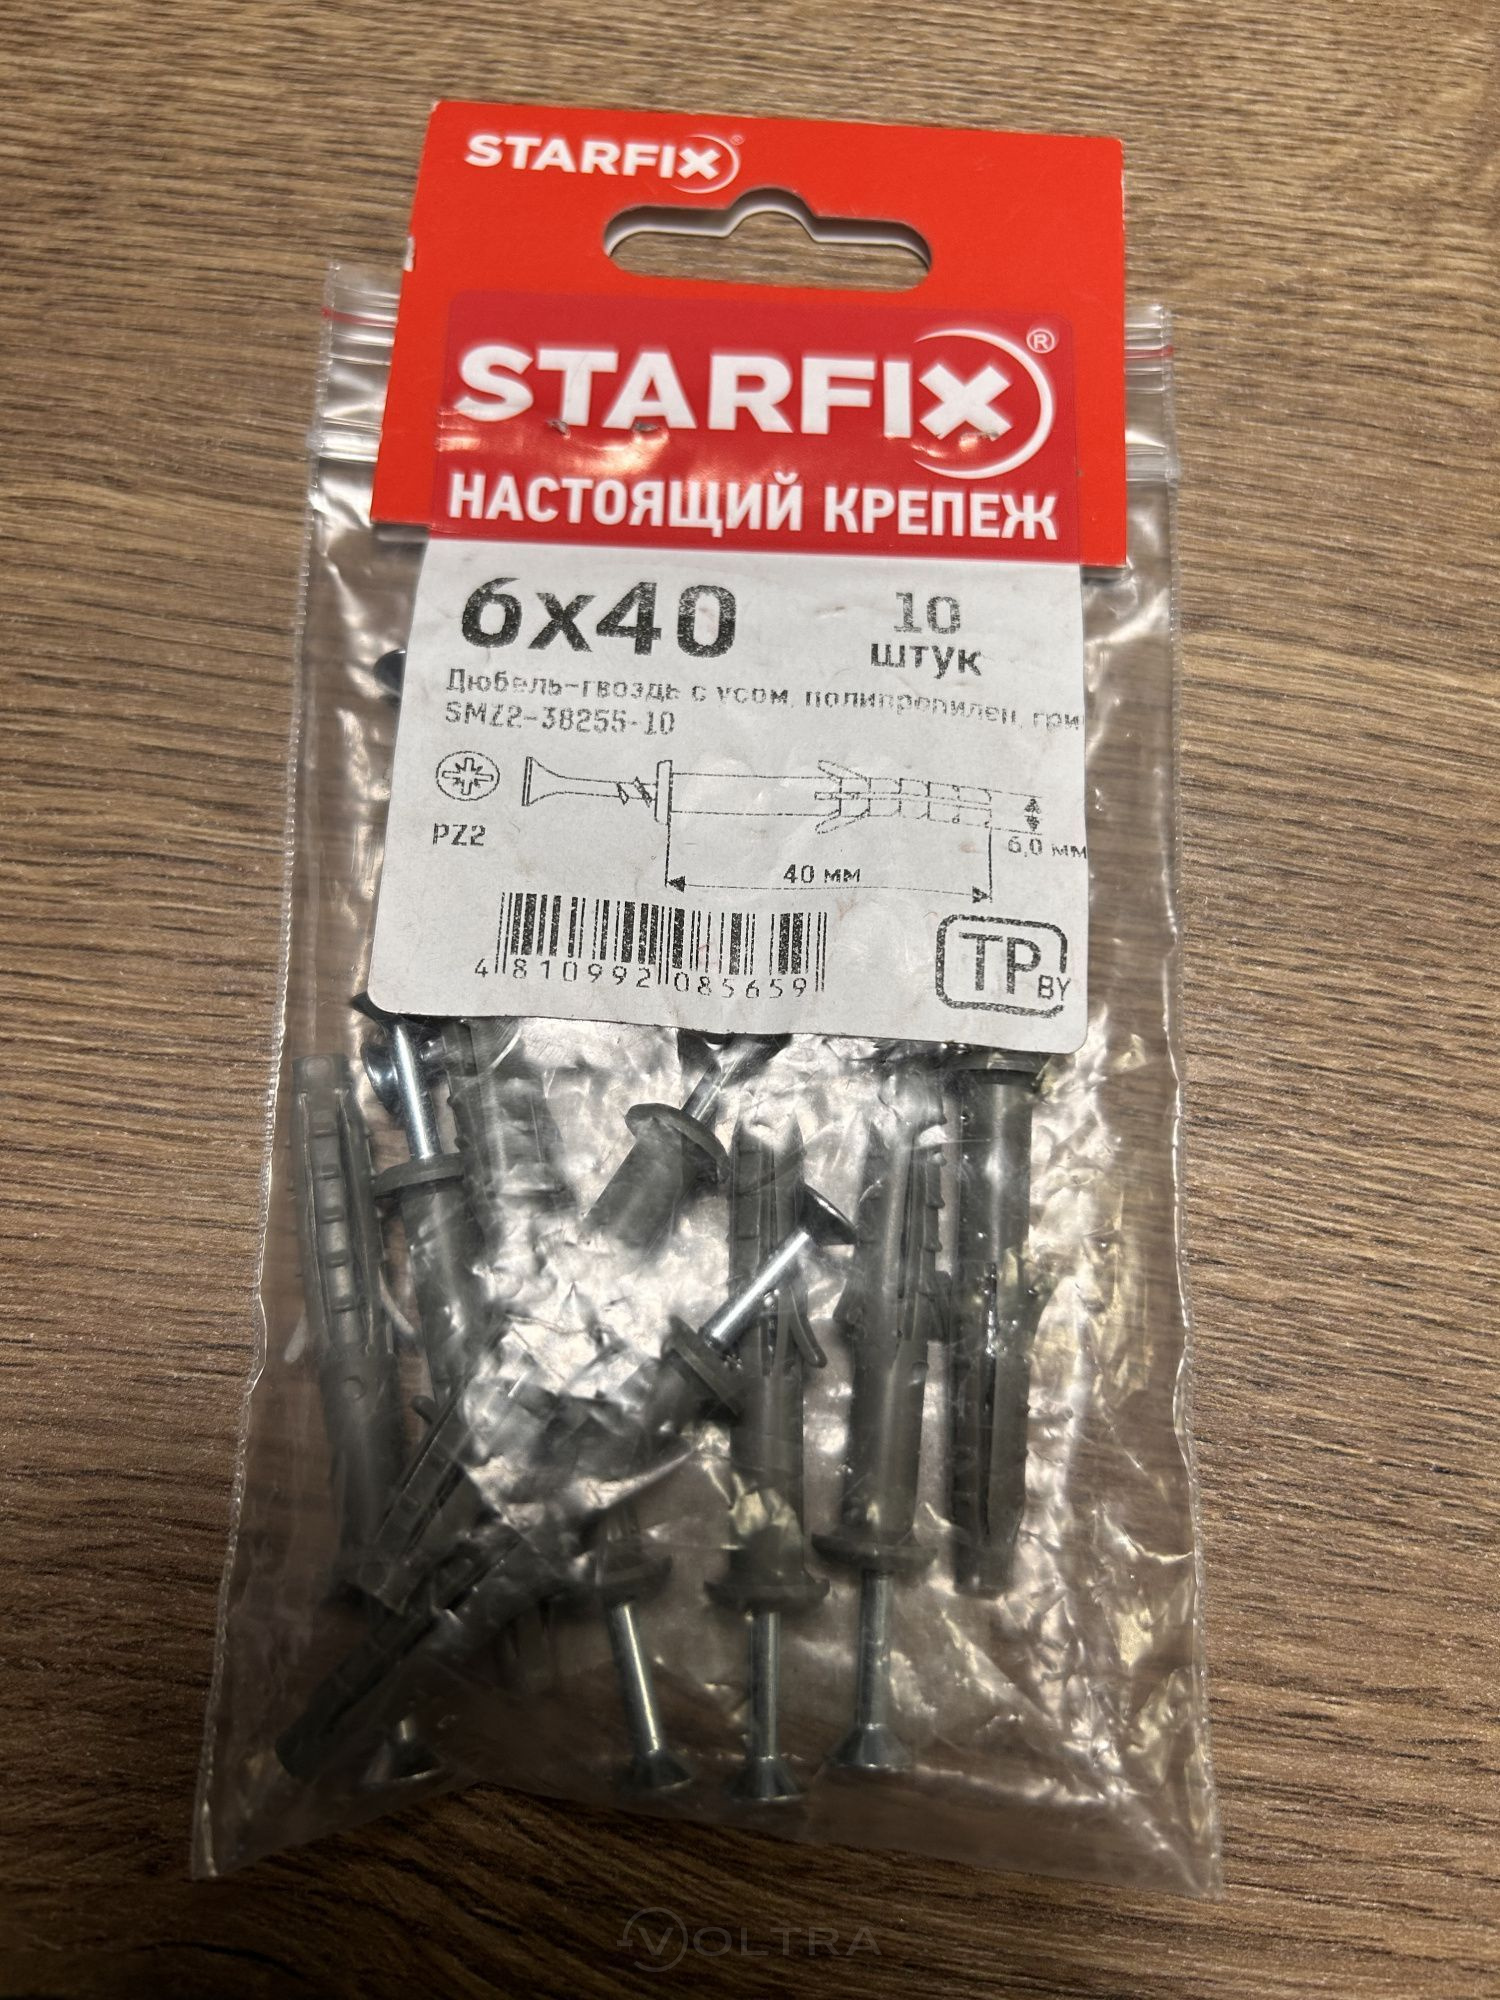 STARFIX
STARFIX®
НАСТОЯЩИЙ КРЕПЕЖ
6x40
10
штук
Дюбель-гвоздь с усом, полипропилен, гри
SMZ2-38255-10
PZ2
6,0 мм
40 мм
4 810992 085659
TP BY
VOLTRA